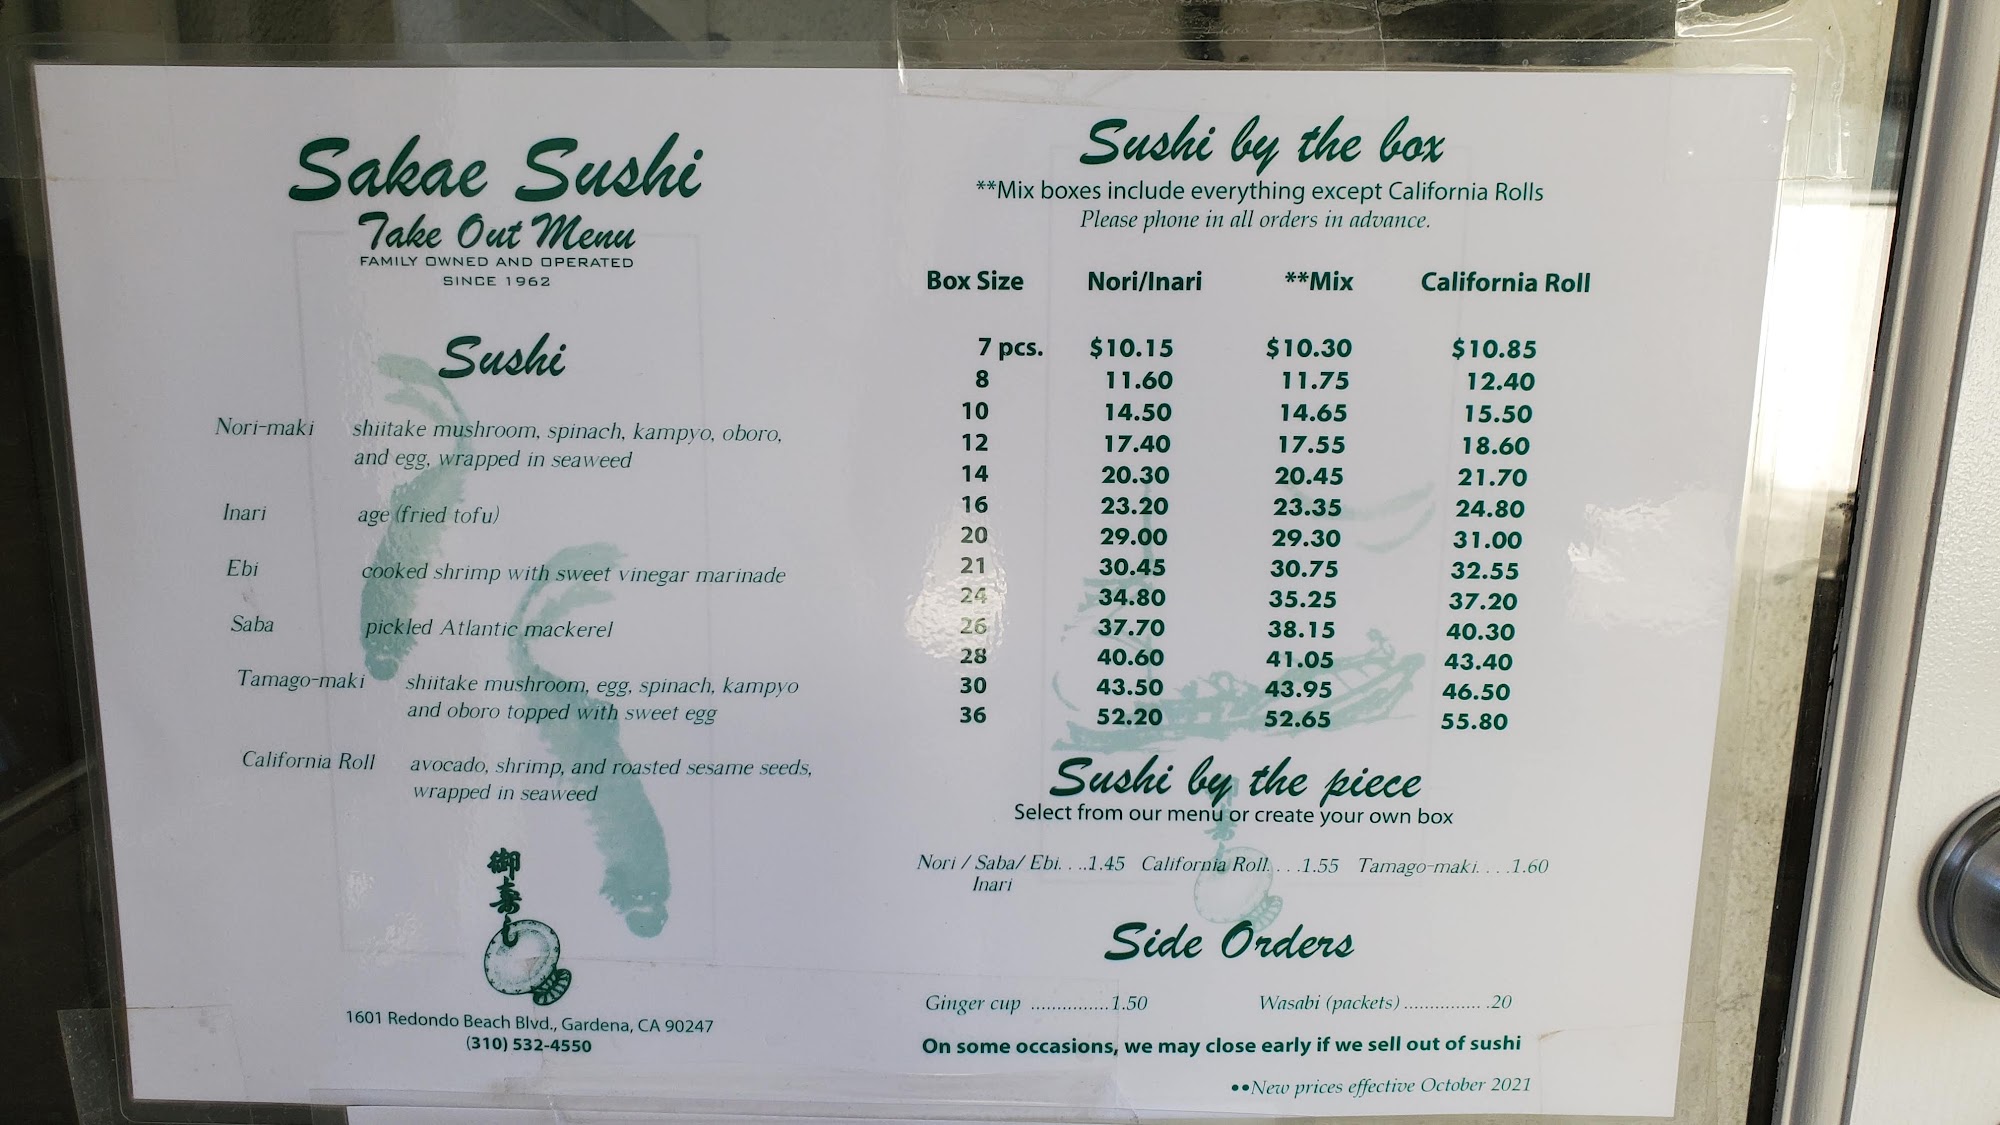 Sakae Sushi
Take Out Menu
FAMILY OWNED AND OPERATED
SINCE 1962
Sushi
Nori-maki shiitake mushroom, spinach, kampyo, oboro,
and egg, wrapped in seaweed
Inari age (fried tofu)
Ebi cooked shrimp with sweet vinegar marinade
Saba pickled Atlantic mackerel
Tamago-maki shiitake mushroom, egg, spinach, kampyo
and oboro topped with sweet egg
California Roll avocado, shrimp, and roasted sesame seeds,
wrapped in seaweed
御
寿
し
1601 Redondo Beach Blvd., Gardena, CA 90247
(310) 532-4550
Sushi by the box
**Mix boxes include everything except California Rolls
Please phone in all orders in advance.
Box Size Nori/Inari **Mix California Roll
7 pcs. $10.15 $10.30 $10.85
8 11.60 11.75 12.40
10 14.50 14.65 15.50
12 17.40 17.55 18.60
14 20.30 20.45 21.70
16 23.20 23.35 24.80
20 29.00 29.30 31.00
21 30.45 30.75 32.55
24 34.80 35.25 37.20
26 37.70 38.15 40.30
28 40.60 41.05 43.40
30 43.50 43.95 46.50
36 52.20 52.65 55.80
Sushi by the piece
Select from our menu or create your own box
Nori / Saba/ Ebi. . ..1.45 California Roll. . . .1.55 Tamago-maki. . . .1.60
Inari
Side Orders
Ginger cup ...............1.50 Wasabi (packets) ............... .20
On some occasions, we may close early if we sell out of sushi
••New prices effective October 2021